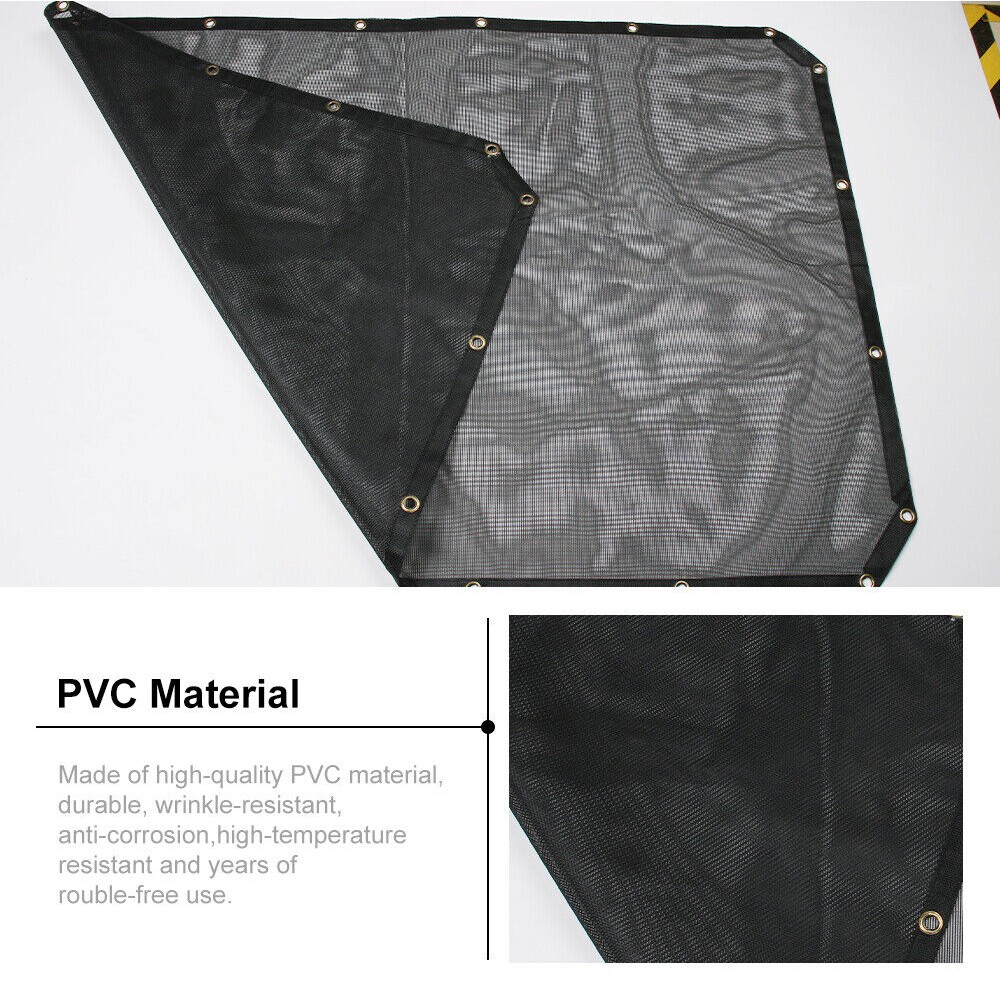 PVC Material
Made of high-quality PVC material,
durable, wrinkle-resistant,
anti-corrosion,high-temperature
resistant and years of
rouble-free use.